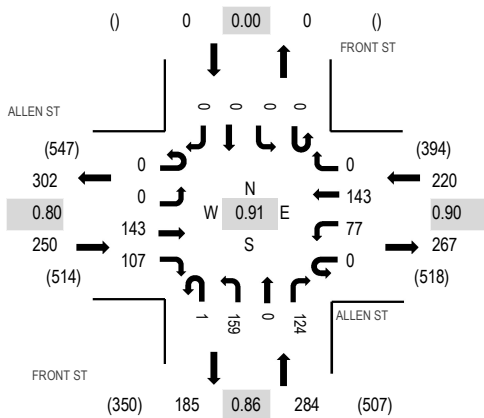 () 0 0.00 0 ()
FRONT ST
0 0 0 0
ALLEN ST
(547) 0 0 (394)
302 0 N 143 220
0.80 W 0.91 E 0.90
250 143 S 77 267
(514) 107 0 (518)
1 159 0 124
ALLEN ST
FRONT ST
(350) 185 0.86 284 (507)